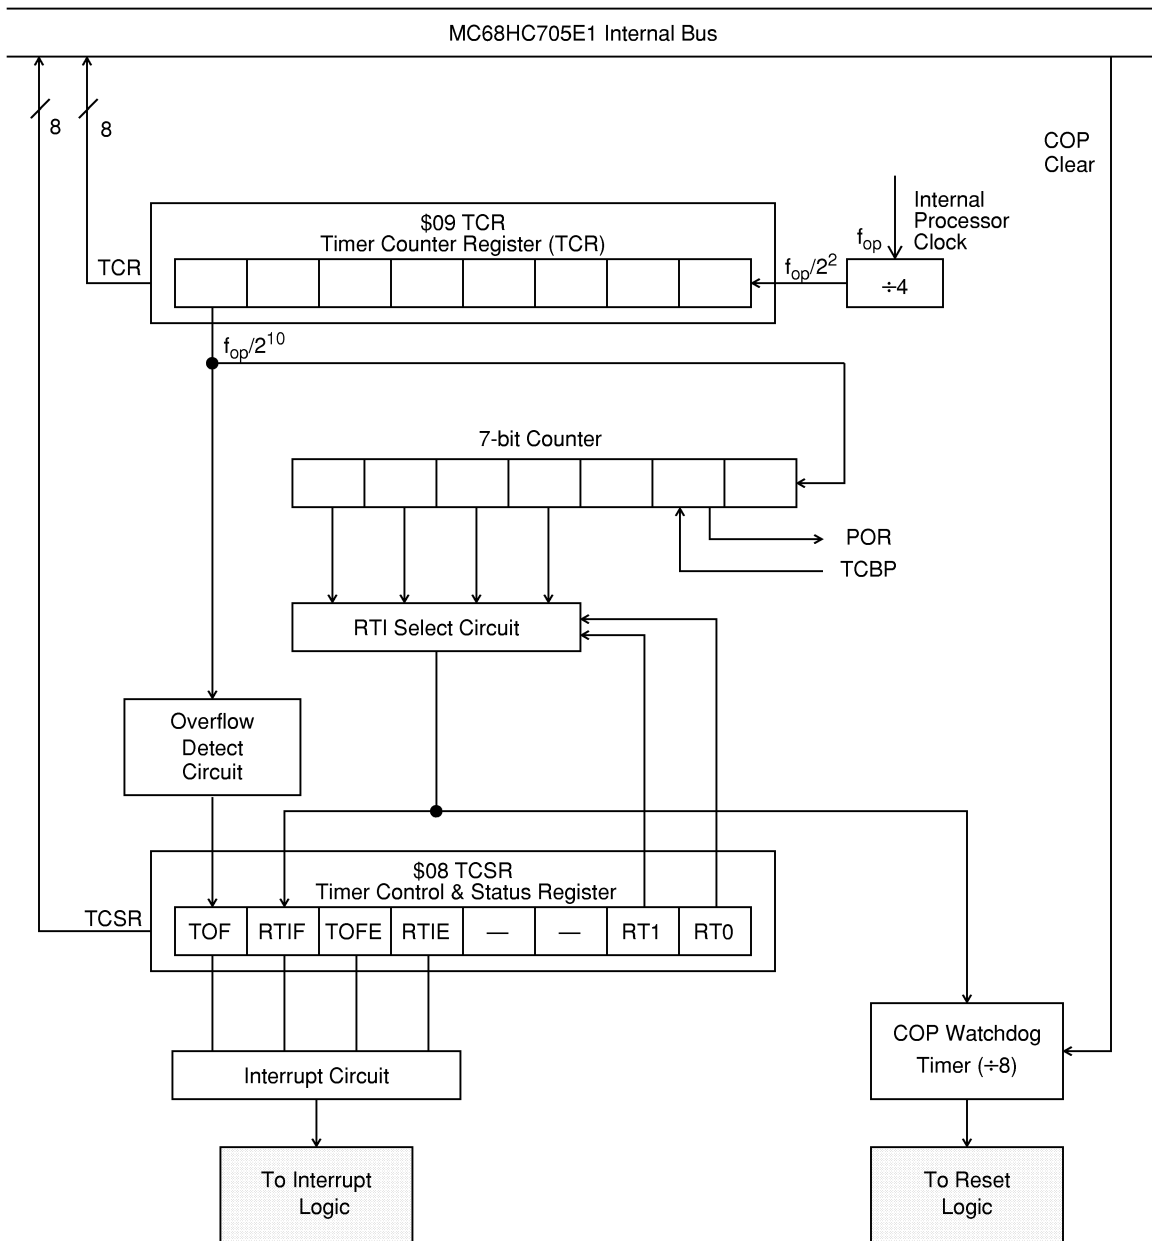 MC68HC705E1 Internal Bus
8
8
COP
Clear
Internal
Processor
Clock
$09 TCR
Timer Counter Register (TCR)
fop
TCR
fop/2^2
÷4
fop/2^10
7-bit Counter
POR
TCBP
RTI Select Circuit
Overflow
Detect
Circuit
$08 TCSR
Timer Control & Status Register
TCSR
TOF RTIF TOFE RTIE — — RT1 RT0
COP Watchdog
Timer (÷8)
Interrupt Circuit
To Interrupt
Logic
To Reset
Logic